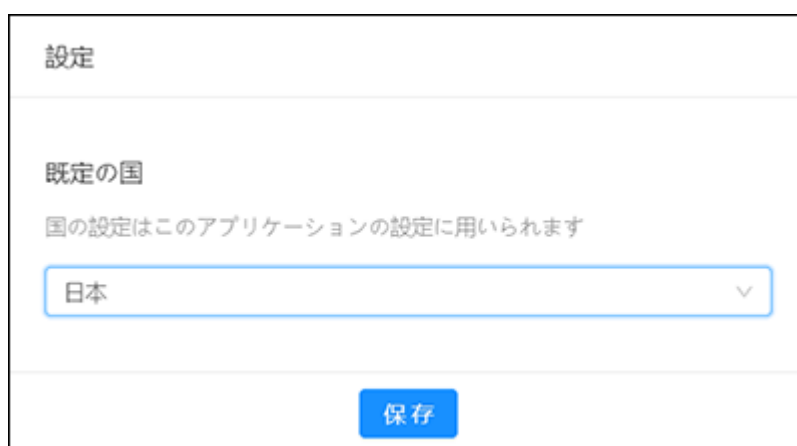 設定
既定の国
国の設定はこのアプリケーションの設定に用いられます
日本
保存